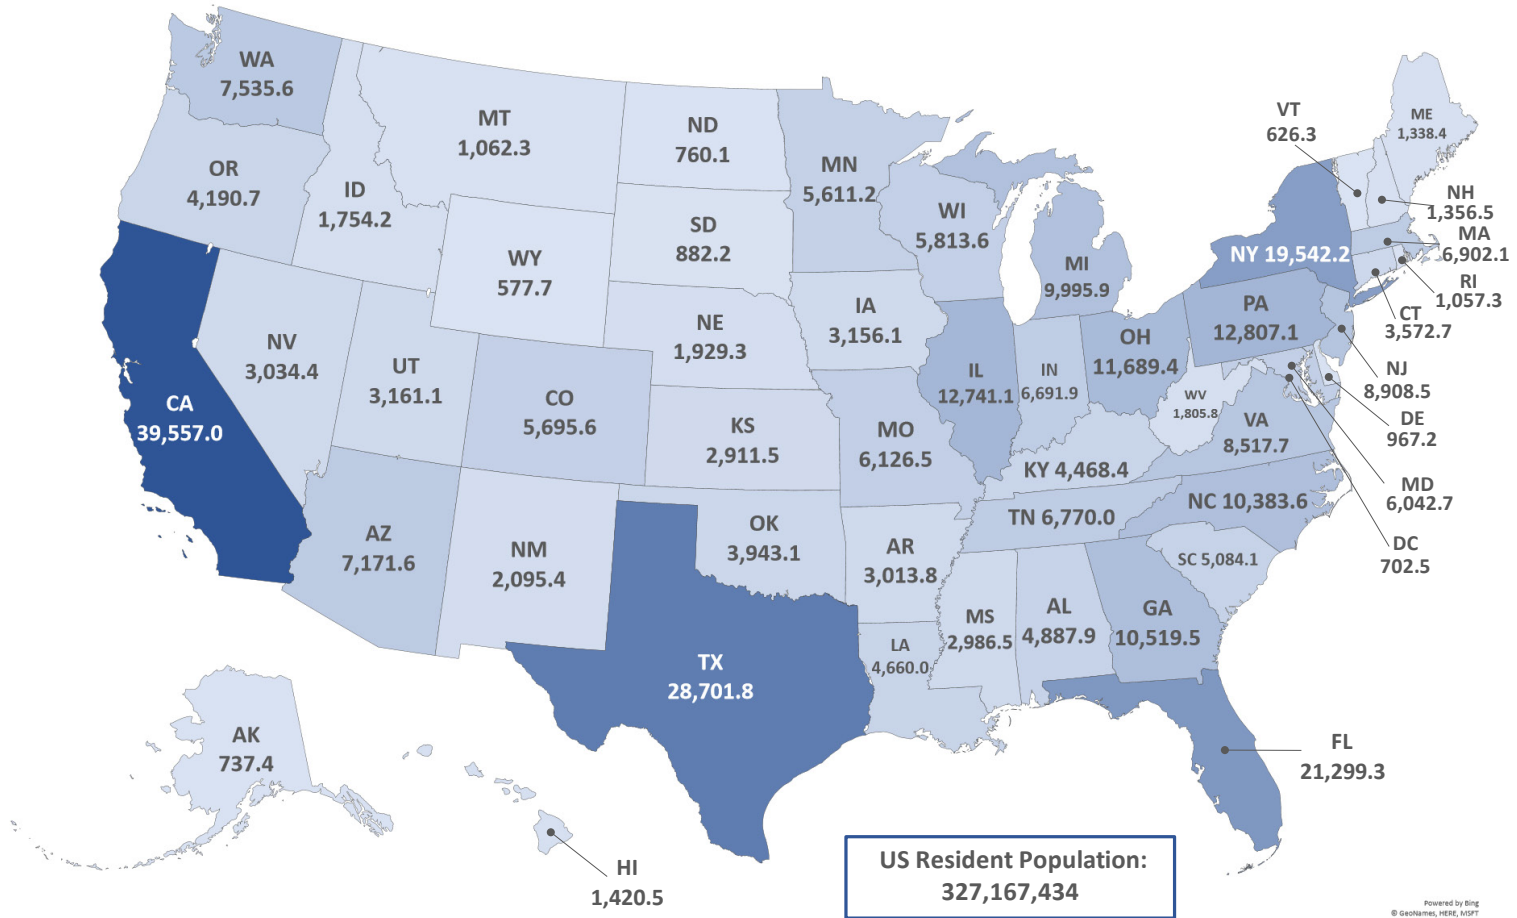 WA
7,535.6
OR
4,190.7
ID
1,754.2
MT
1,062.3
ND
760.1
MN
5,611.2
SD
882.2
WY
577.7
WI
5,813.6
MI
9,995.9
VT
626.3
ME
1,338.4
NH
1,356.5
MA
6,902.1
RI
1,057.3
CT
3,572.7
NY 19,542.2
PA
12,807.1
NJ
8,908.5
DE
967.2
MD
6,042.7
DC
702.5
CA
39,557.0
NV
3,034.4
UT
3,161.1
CO
5,695.6
NE
1,929.3
IA
3,156.1
KS
2,911.5
MO
6,126.5
IL
12,741.1
IN
6,691.9
OH
11,689.4
WV
1,805.8
VA
8,517.7
KY 4,468.4
NC 10,383.6
TN 6,770.0
SC 5,084.1
AZ
7,171.6
NM
2,095.4
OK
3,943.1
AR
3,013.8
MS
2,986.5
AL
4,887.9
GA
10,519.5
LA
4,660.0
TX
28,701.8
FL
21,299.3
AK
737.4
HI
1,420.5
US Resident Population:
327,167,434
Powered by Bing
© GeoNames, HERE, MSFT